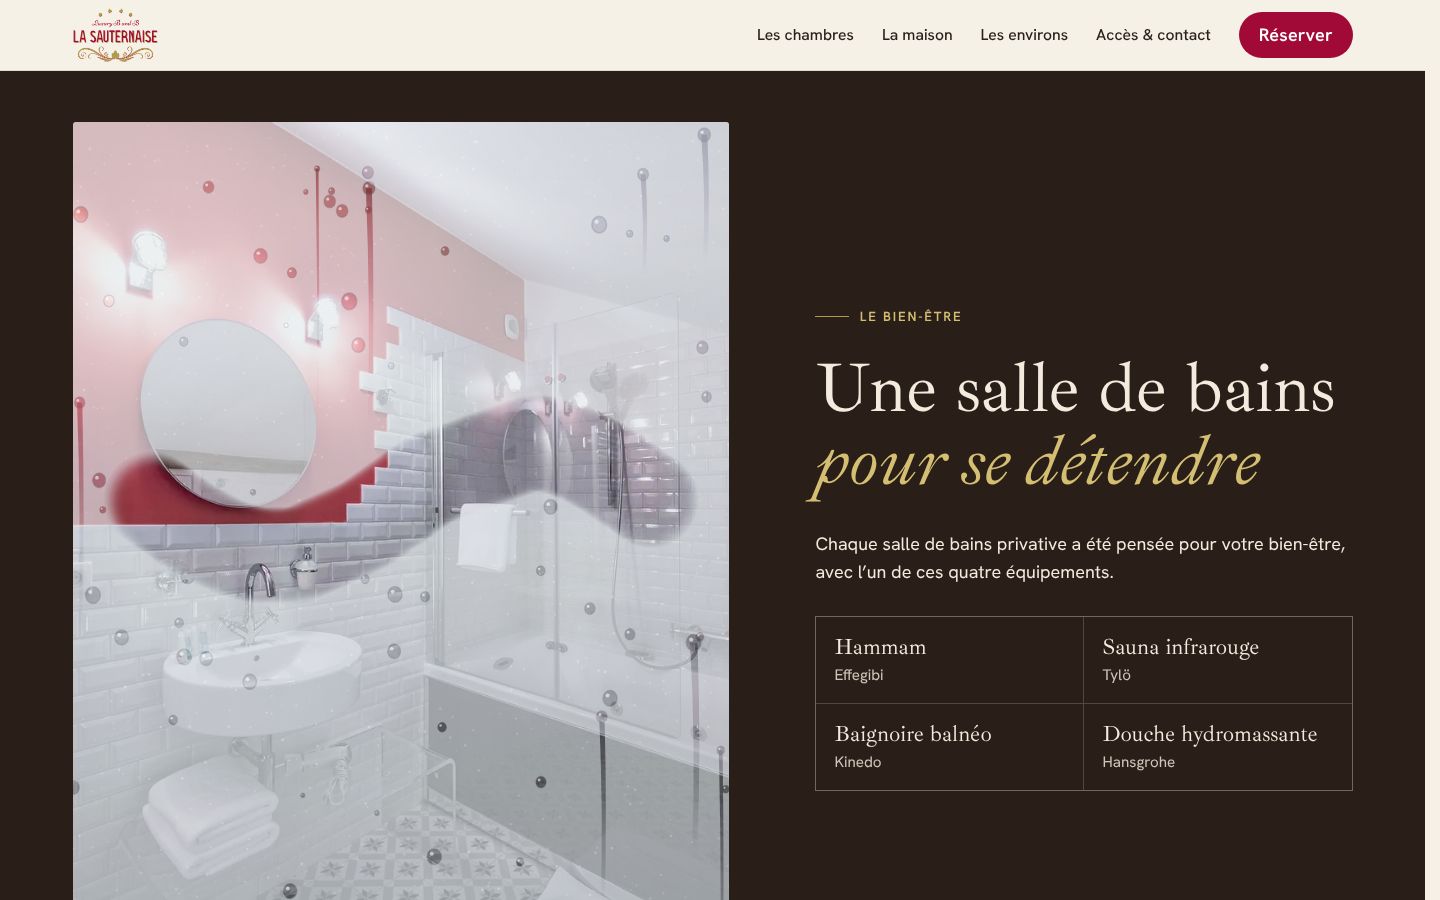 Luxury B and B
LA SAUTERNAISE
Les chambres
La maison
Les environs
Accès & contact
Réserver
LE BIEN-ÊTRE
Une salle de bains
pour se détendre
Chaque salle de bains privative a été pensée pour votre bien-être,
avec l’un de ces quatre équipements.
Hammam
Effegibi
Sauna infrarouge
Tylö
Baignoire balnéo
Kinedo
Douche hydromassante
Hansgrohe